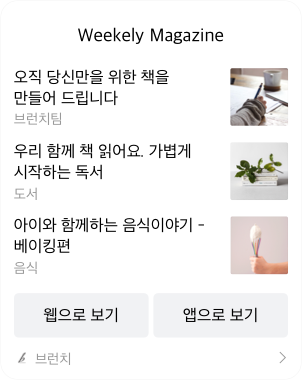 Weekely Magazine
오직 당신만을 위한 책을
만들어 드립니다
브런치팀
우리 함께 책 읽어요. 가볍게
시작하는 독서
도서
아이와 함께하는 음식이야기 -
베이킹편
음식
웹으로 보기
앱으로 보기
브런치